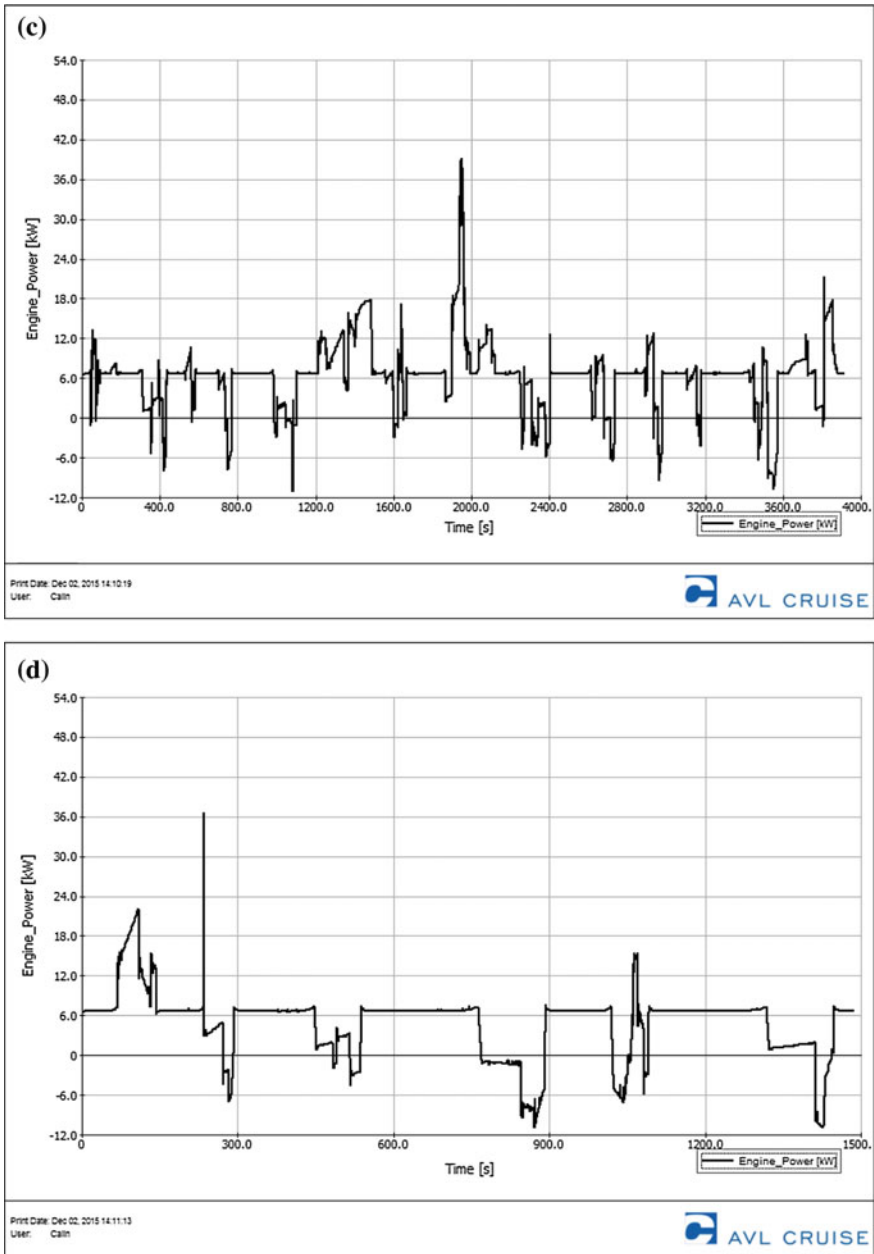 (c)
54.0
48.0
42.0
36.0
30.0
24.0
18.0
12.0
6.0
0
-6.0
-12.0
Engine_Power [kW]
0 400.0 800.0 1200.0 1600.0 2000.0 2400.0 2800.0 3200.0 3600.0 4000.
Time [s]
Engine_Power [kW]
Print Date: Dec 02, 2015 14:10:19
User: Calin
AVL CRUISE
(d)
54.0
48.0
42.0
36.0
30.0
24.0
18.0
12.0
6.0
0
-6.0
-12.0
Engine_Power [kW]
0 300.0 600.0 900.0 1200.0 1500.
Time [s]
Engine_Power [kW]
Print Date: Dec 02, 2015 14:11:13
User: Calin
AVL CRUISE